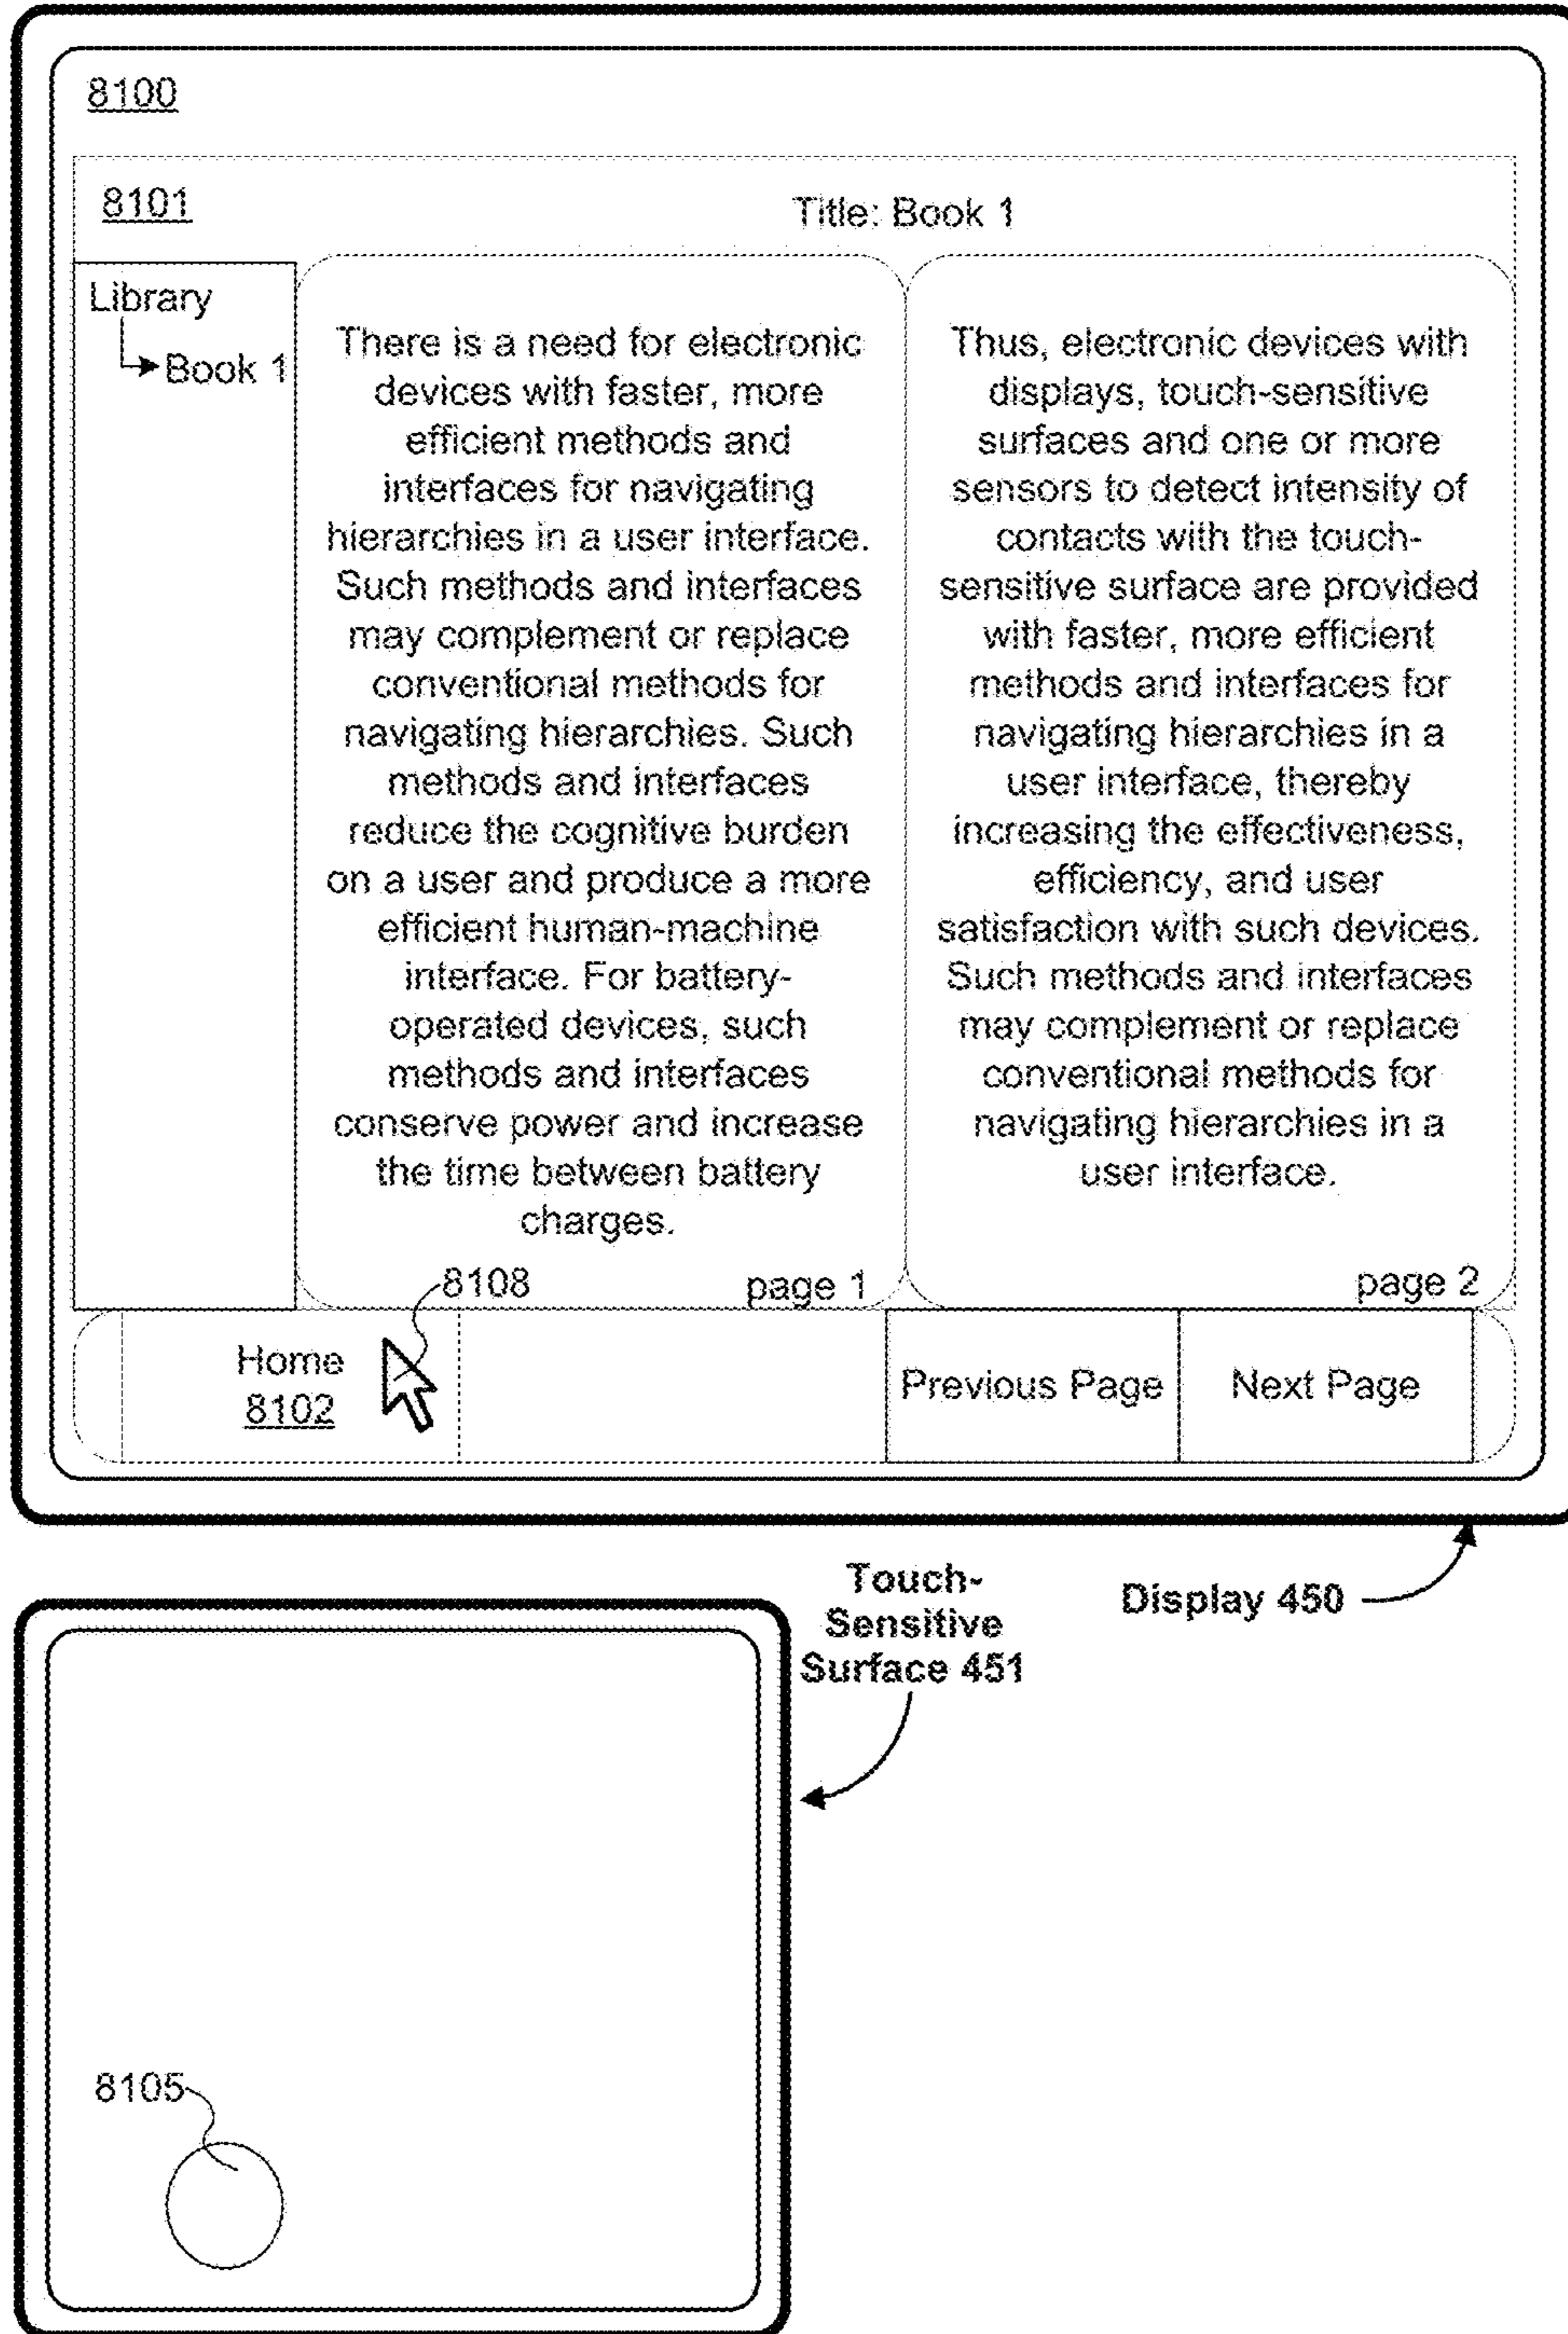 8100
8101
Title: Book 1
Library
Book 1
There is a need for electronic
devices with faster, more
efficient methods and
interfaces for navigating
hierarchies in a user interface.
Such methods and interfaces
may complement or replace
conventional methods for
navigating hierarchies. Such
methods and interfaces
reduce the cognitive burden
on a user and produce a more
efficient human-machine
interface. For battery-
operated devices, such
methods and interfaces
conserve power and increase
the time between battery
charges.
page 1
Thus, electronic devices with
displays, touch-sensitive
surfaces and one or more
sensors to detect intensity of
contacts with the touch-
sensitive surface are provided
with faster, more efficient
methods and interfaces for
navigating hierarchies in a
user interface, thereby
increasing the effectiveness,
efficiency, and user
satisfaction with such devices.
Such methods and interfaces
may complement or replace
conventional methods for
navigating hierarchies in a
user interface.
page 2
8108
Home
8102
Previous Page
Next Page
Touch-
Sensitive
Surface 451
Display 450
8105